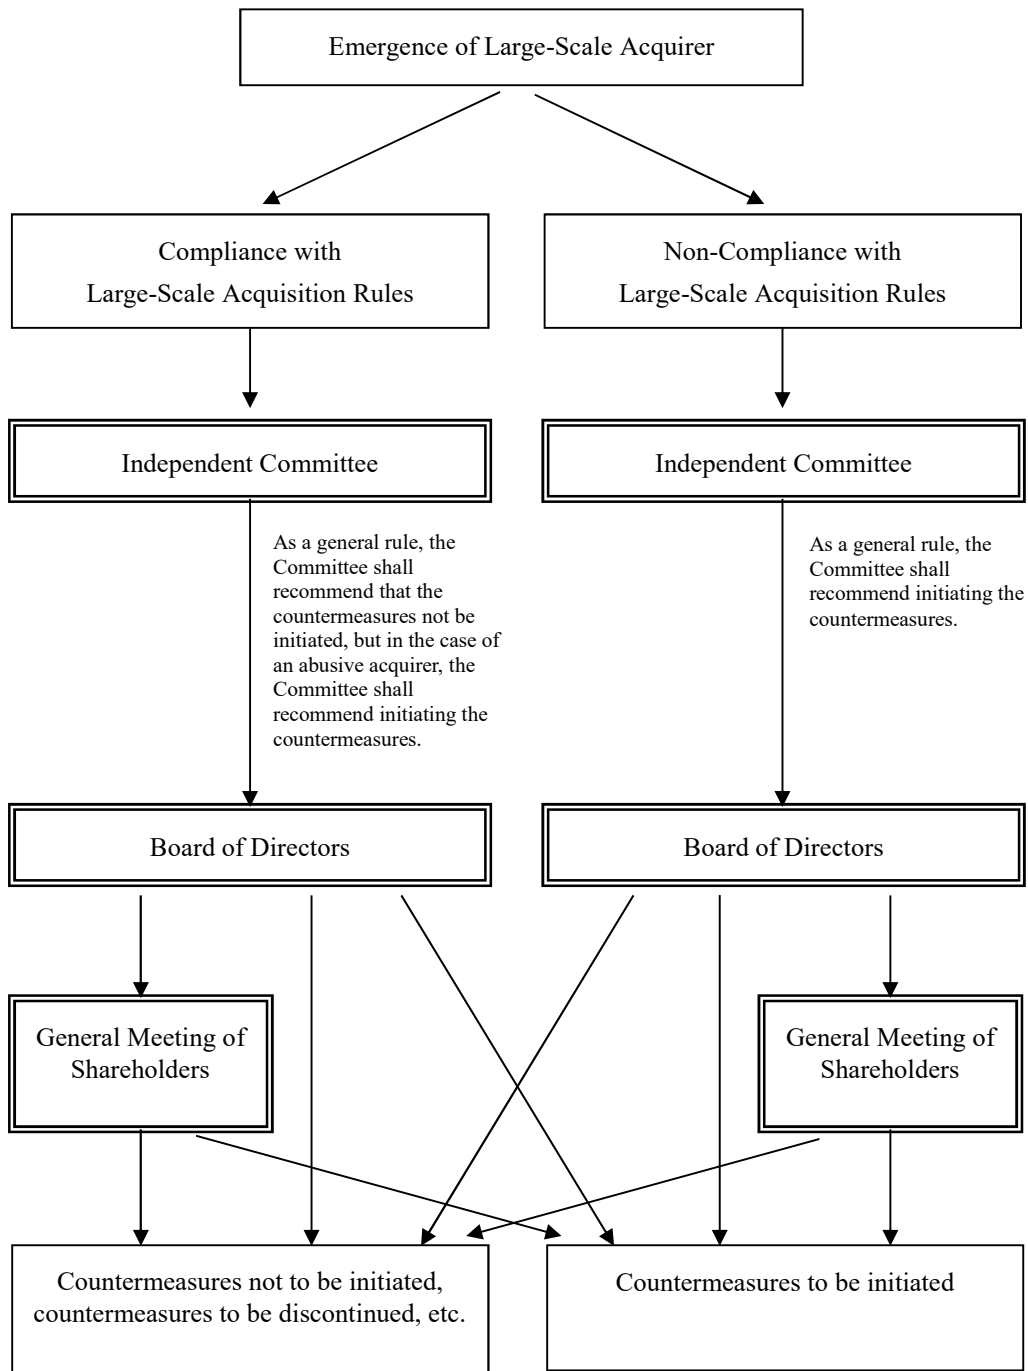 Emergence of Large-Scale Acquirer
Compliance with
Large-Scale Acquisition Rules
Non-Compliance with
Large-Scale Acquisition Rules
Independent Committee
Independent Committee
As a general rule, the
Committee shall
recommend that the
countermeasures not be
initiated, but in the case of
an abusive acquirer, the
Committee shall
recommend initiating the
countermeasures.
As a general rule, the
Committee shall
recommend initiating the
countermeasures.
Board of Directors
Board of Directors
General Meeting of
Shareholders
General Meeting of
Shareholders
Countermeasures not to be initiated,
countermeasures to be discontinued, etc.
Countermeasures to be initiated